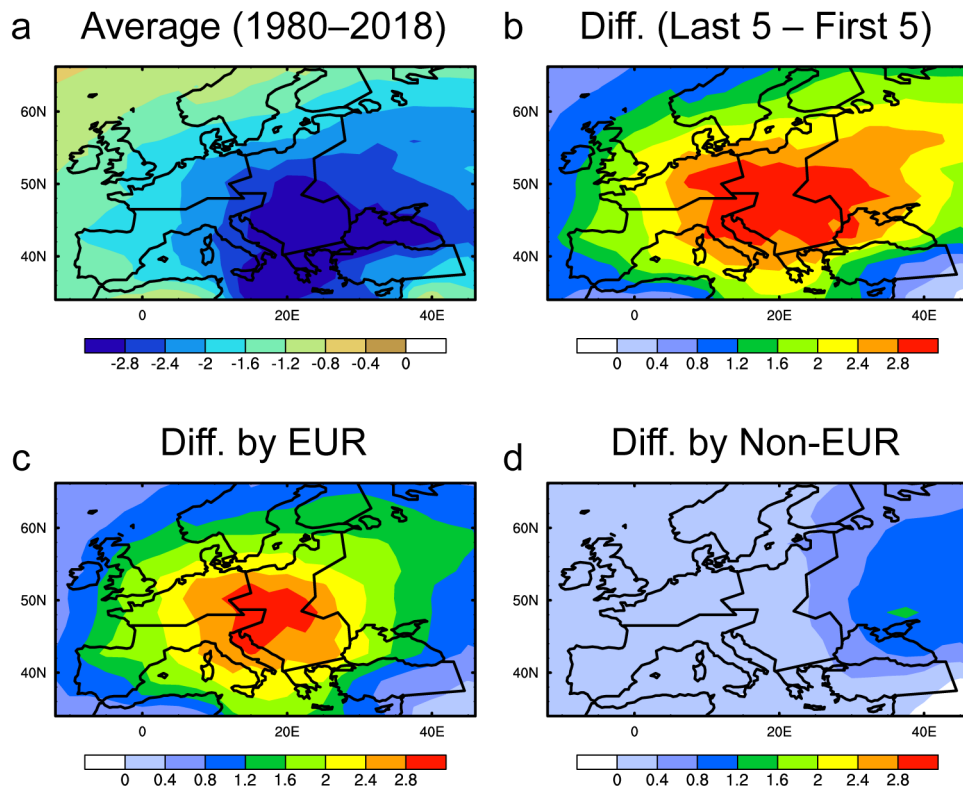 a Average (1980–2018)
b Diff. (Last 5 – First 5)
60N
50N
40N
0 20E 40E
60N
50N
40N
0 20E 40E
-2.8 -2.4 -2 -1.6 -1.2 -0.8 -0.4 0
0 0.4 0.8 1.2 1.6 2 2.4 2.8
c Diff. by EUR
d Diff. by Non-EUR
60N
50N
40N
0 20E 40E
60N
50N
40N
0 20E 40E
0 0.4 0.8 1.2 1.6 2 2.4 2.8
0 0.4 0.8 1.2 1.6 2 2.4 2.8